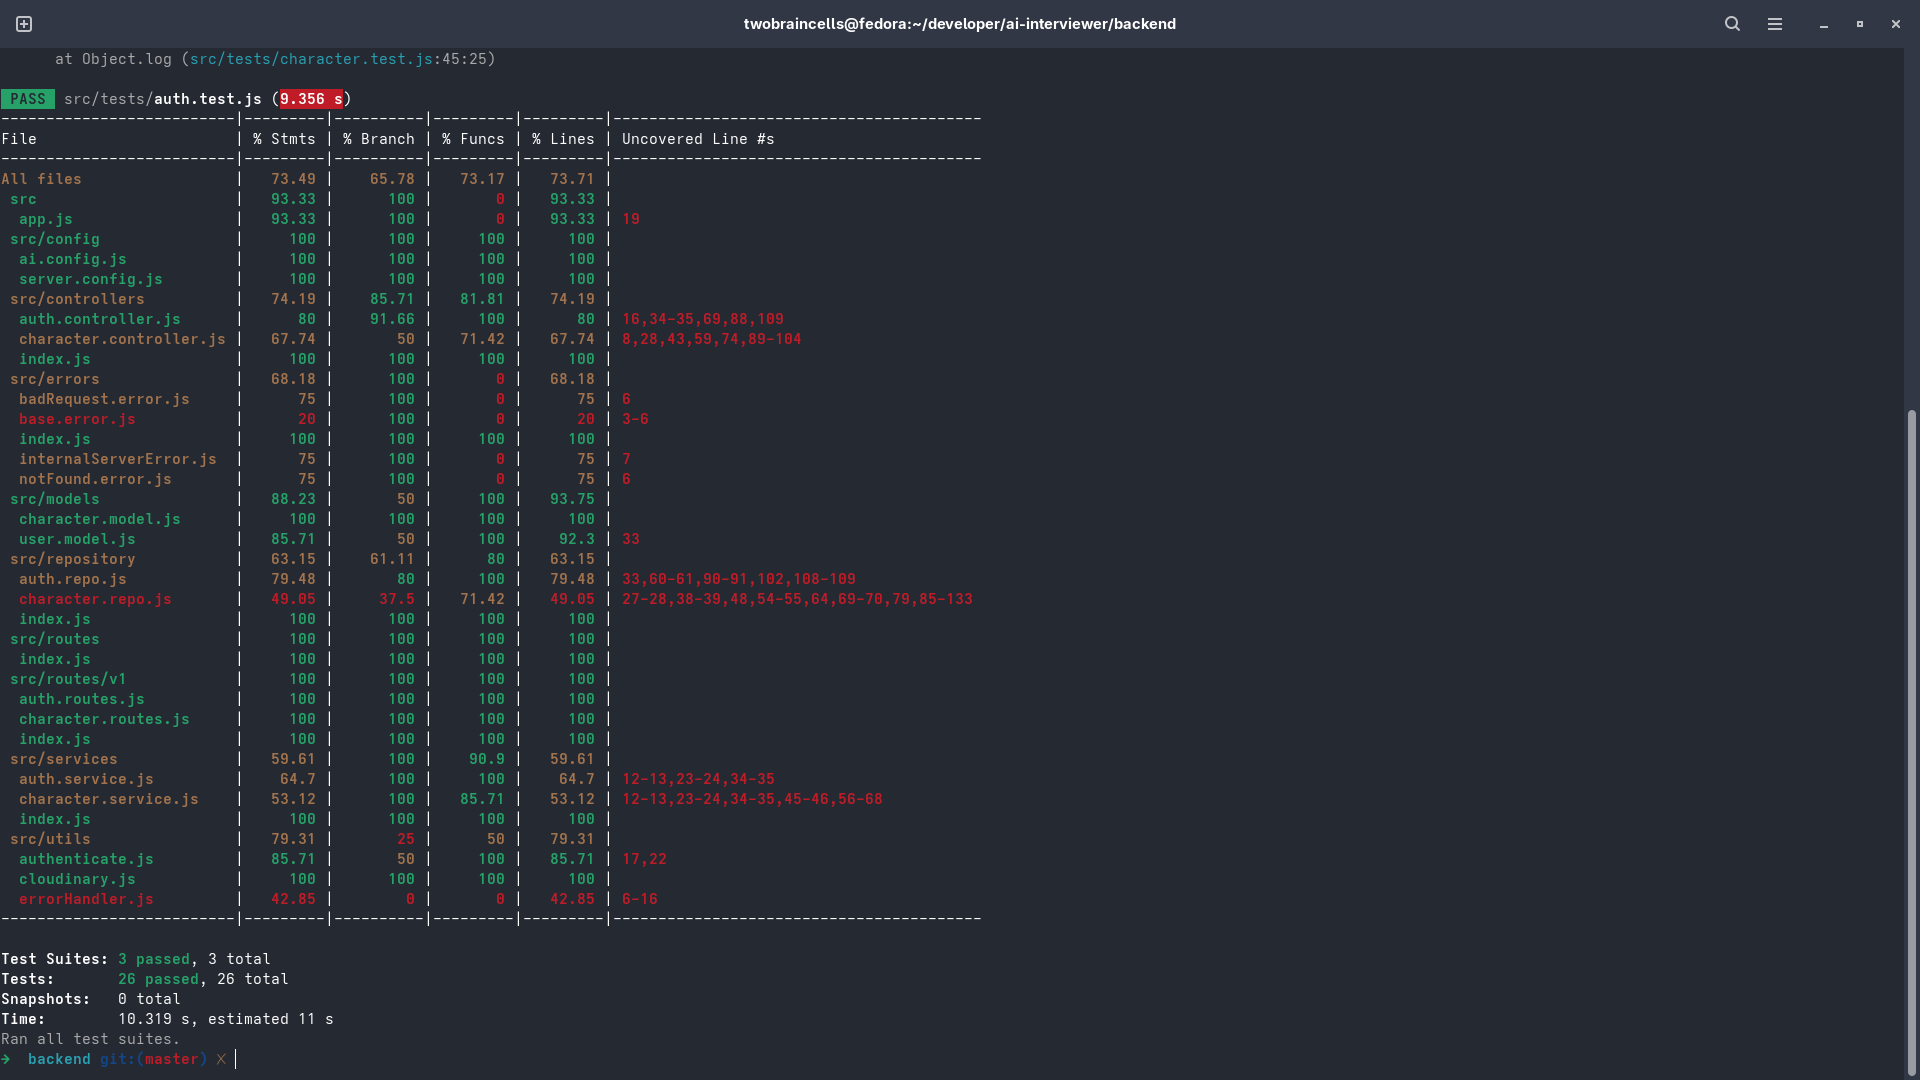 twobraincells@fedora:~/developer/ai-interviewer/backend
      at Object.log (src/tests/character.test.js:45:25)
 PASS  src/tests/auth.test.js (9.356 s)
--------------------------|---------|----------|---------|---------|-----------------------------------------
File                      | % Stmts | % Branch | % Funcs | % Lines | Uncovered Line #s
--------------------------|---------|----------|---------|---------|-----------------------------------------
All files                 |   73.49 |    65.78 |   73.17 |   73.71 |
 src                      |   93.33 |      100 |       0 |   93.33 |
  app.js                  |   93.33 |      100 |       0 |   93.33 | 19
 src/config               |     100 |      100 |     100 |     100 |
  ai.config.js            |     100 |      100 |     100 |     100 |
  server.config.js        |     100 |      100 |     100 |     100 |
 src/controllers          |   74.19 |    85.71 |   81.81 |   74.19 |
  auth.controller.js      |      80 |    91.66 |     100 |      80 | 16,34-35,69,88,109
  character.controller.js |   67.74 |       50 |   71.42 |   67.74 | 8,28,43,59,74,89-104
  index.js                |     100 |      100 |     100 |     100 |
 src/errors               |   68.18 |      100 |       0 |   68.18 |
  badRequest.error.js     |      75 |      100 |       0 |      75 | 6
  base.error.js           |      20 |      100 |       0 |      20 | 3-6
  index.js                |     100 |      100 |     100 |     100 |
  internalServerError.js  |      75 |      100 |       0 |      75 | 7
  notFound.error.js       |      75 |      100 |       0 |      75 | 6
 src/models               |   88.23 |       50 |     100 |   93.75 |
  character.model.js      |     100 |      100 |     100 |     100 |
  user.model.js           |   85.71 |       50 |     100 |    92.3 | 33
 src/repository           |   63.15 |    61.11 |      80 |   63.15 |
  auth.repo.js            |   79.48 |       80 |     100 |   79.48 | 33,60-61,90-91,102,108-109
  character.repo.js       |   49.05 |     37.5 |   71.42 |   49.05 | 27-28,38-39,48,54-55,64,69-70,79,85-133
  index.js                |     100 |      100 |     100 |     100 |
 src/routes               |     100 |      100 |     100 |     100 |
  index.js                |     100 |      100 |     100 |     100 |
 src/routes/v1            |     100 |      100 |     100 |     100 |
  auth.routes.js          |     100 |      100 |     100 |     100 |
  character.routes.js     |     100 |      100 |     100 |     100 |
  index.js                |     100 |      100 |     100 |     100 |
 src/services             |   59.61 |      100 |    90.9 |   59.61 |
  auth.service.js         |    64.7 |      100 |     100 |    64.7 | 12-13,23-24,34-35
  character.service.js    |   53.12 |      100 |   85.71 |   53.12 | 12-13,23-24,34-35,45-46,56-68
  index.js                |     100 |      100 |     100 |     100 |
 src/utils                |   79.31 |       25 |      50 |   79.31 |
  authenticate.js         |   85.71 |       50 |     100 |   85.71 | 17,22
  cloudinary.js           |     100 |      100 |     100 |     100 |
  errorHandler.js         |   42.85 |        0 |       0 |   42.85 | 6-16
--------------------------|---------|----------|---------|---------|-----------------------------------------
Test Suites: 3 passed, 3 total
Tests:       26 passed, 26 total
Snapshots:   0 total
Time:        10.319 s, estimated 11 s
Ran all test suites.
➜  backend git:(master) ✗